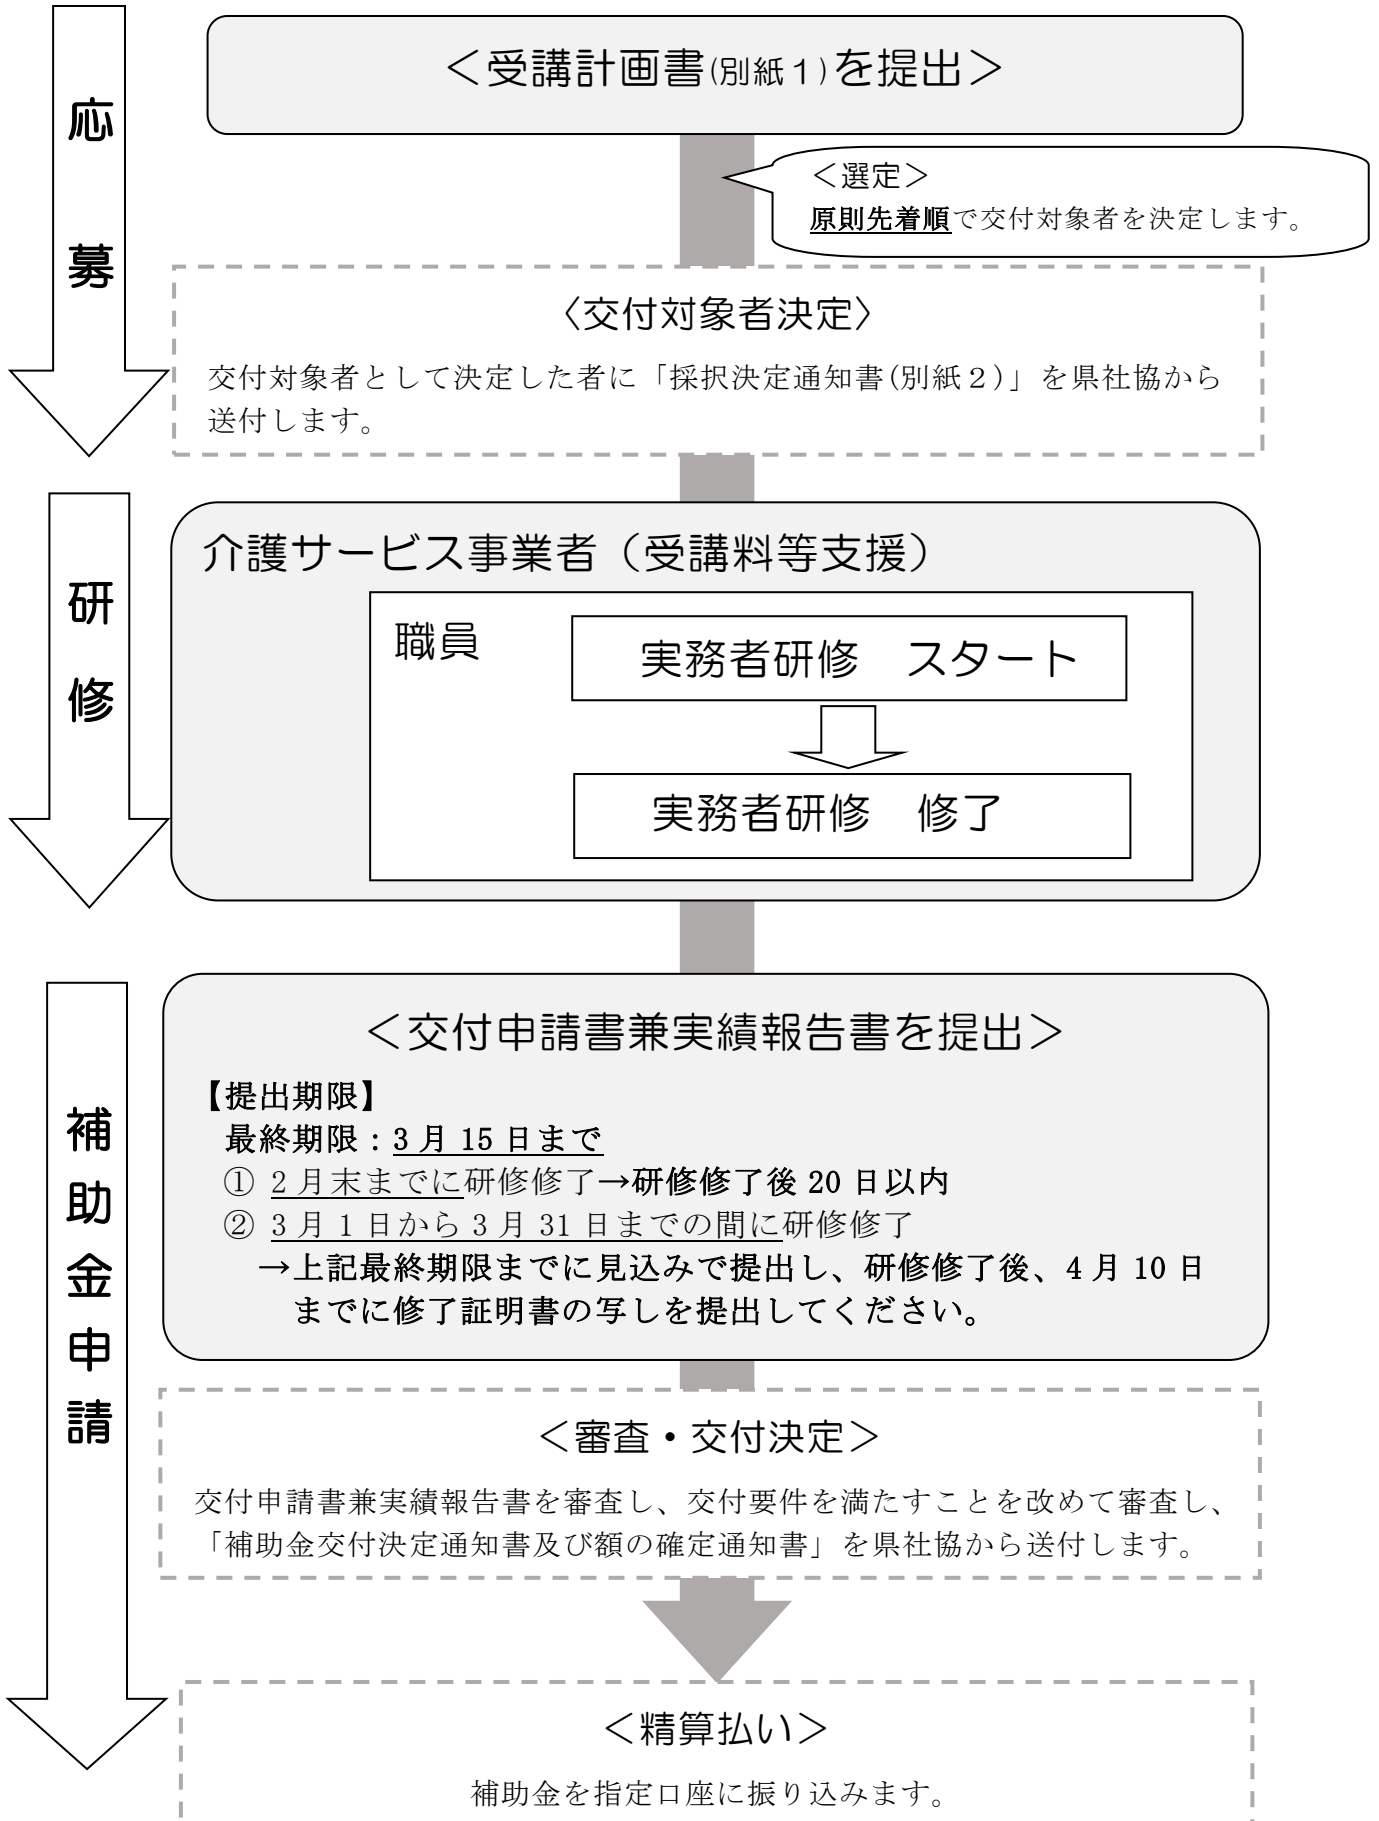 応募
＜受講計画書(別紙１)を提出＞
＜選定＞
原則先着順で交付対象者を決定します。
〈交付対象者決定〉
交付対象者として決定した者に「採択決定通知書(別紙２)」を県社協から
送付します。
研修
介護サービス事業者（受講料等支援）
職員
実務者研修　スタート
実務者研修　修了
補助金申請
＜交付申請書兼実績報告書を提出＞
【提出期限】
最終期限：3 月 15 日まで
① 2 月末までに研修修了→研修修了後 20 日以内
② 3 月 1 日から 3 月 31 日までの間に研修修了
→上記最終期限までに見込みで提出し、研修修了後、4 月 10 日
までに修了証明書の写しを提出してください。
＜審査・交付決定＞
交付申請書兼実績報告書を審査し、交付要件を満たすことを改めて審査し、
「補助金交付決定通知書及び額の確定通知書」を県社協から送付します。
＜精算払い＞
補助金を指定口座に振り込みます。